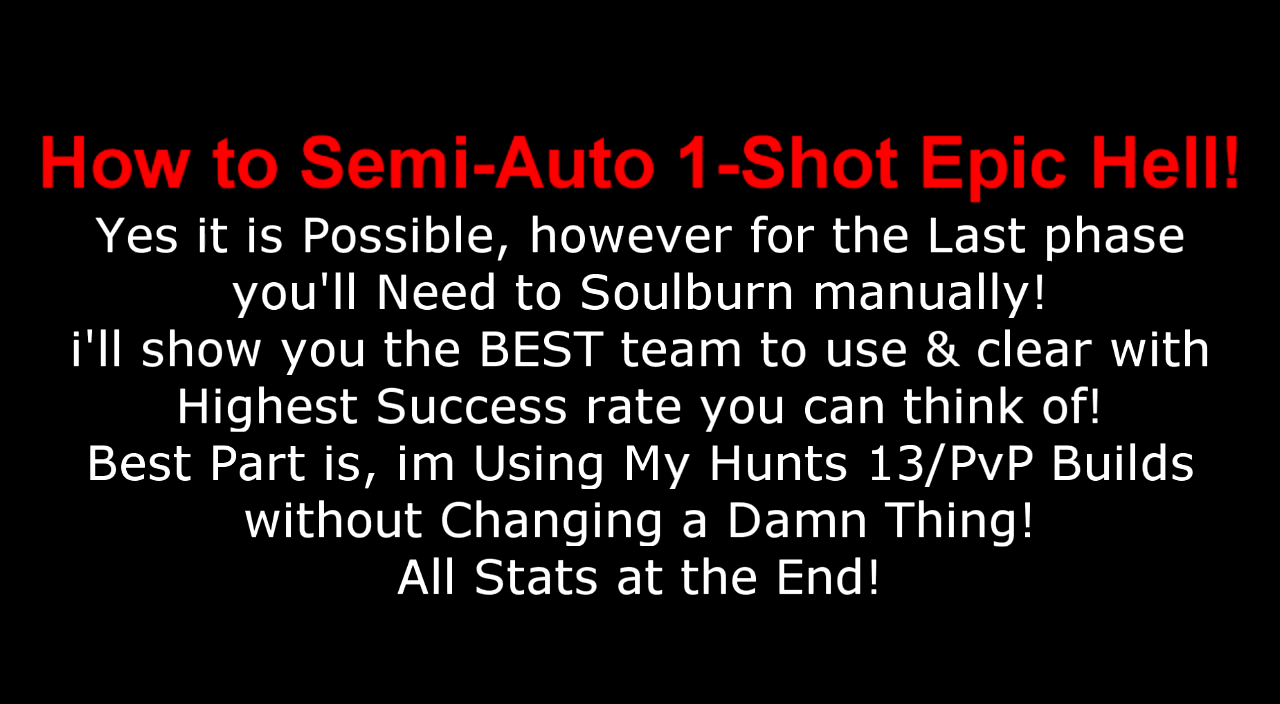 How to Semi-Auto 1-Shot Epic Hell!
Yes it is Possible, however for the Last phase
you'll Need to Soulburn manually!
i'll show you the BEST team to use & clear with
Highest Success rate you can think of!
Best Part is, im Using My Hunts 13/PvP Builds
without Changing a Damn Thing!
All Stats at the End!